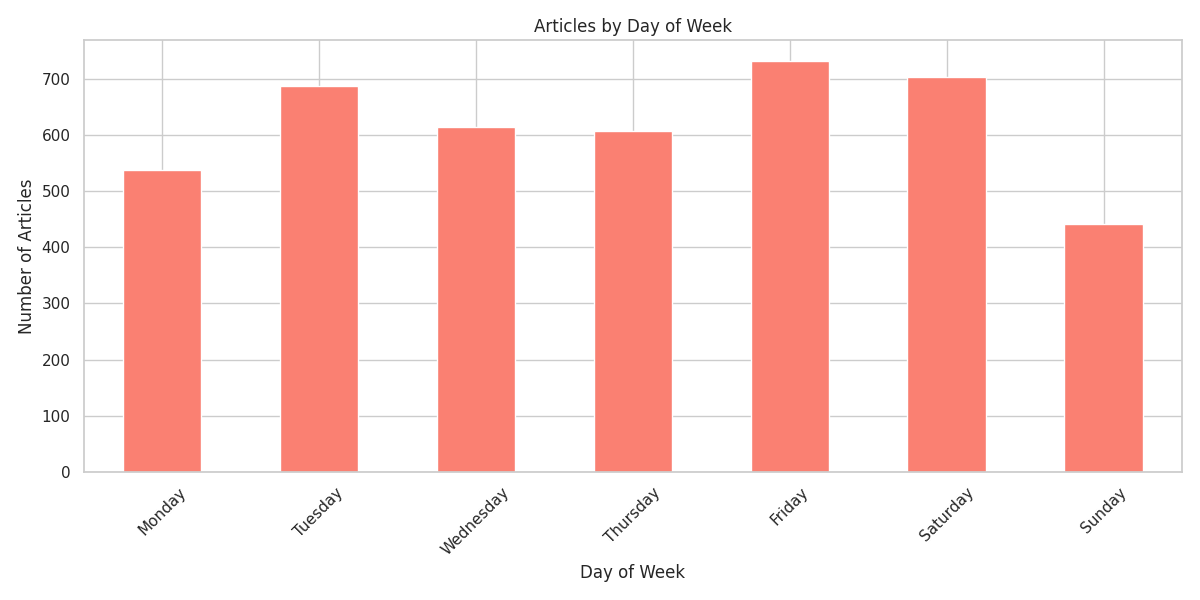 Articles by Day of Week
Number of Articles
700
600
500
400
300
200
100
0
Monday
Tuesday
Wednesday
Thursday
Friday
Saturday
Sunday
Day of Week